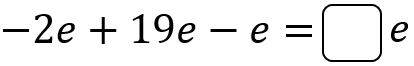 −2e + 19e − e = □ e